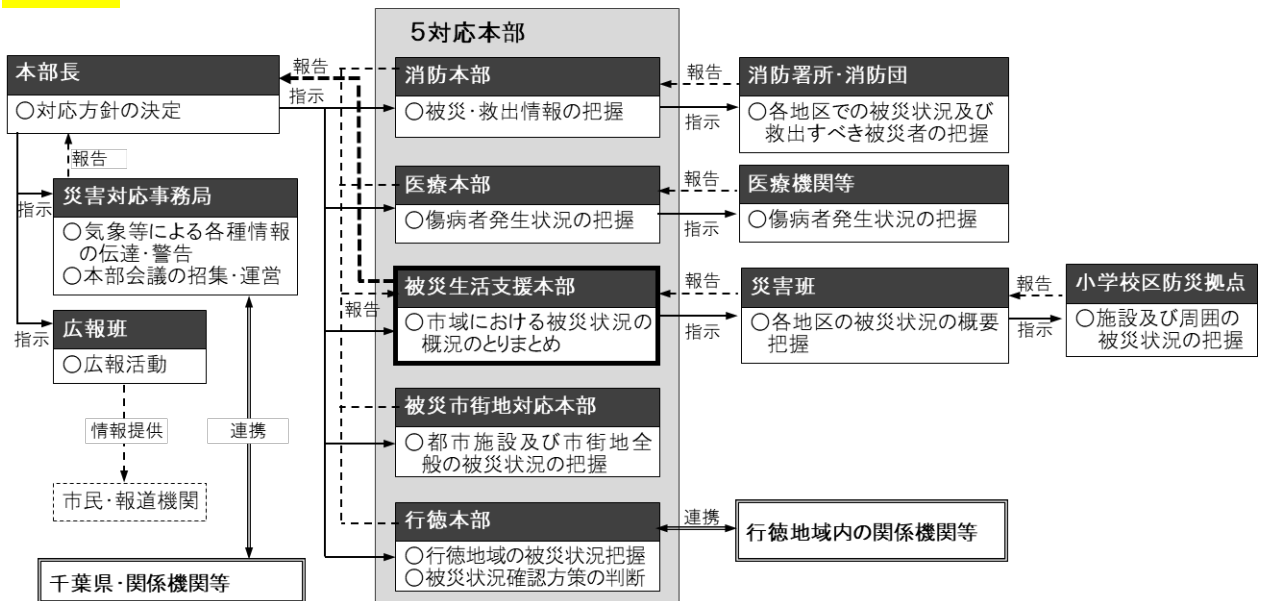 5対応本部
本部長
○対応方針の決定
報告
指示
報告
指示
災害対応事務局
○気象等による各種情報
の伝達・警告
○本部会議の招集・運営
指示
広報班
○広報活動
情報提供
連携
市民・報道機関
千葉県・関係機関等
消防本部
○被災・救出情報の把握
報告
指示
消防署所・消防団
○各地区での被災状況及び
救出すべき被災者の把握
医療本部
○傷病者発生状況の把握
報告
指示
医療機関等
○傷病者発生状況の把握
報告
被災生活支援本部
○市域における被災状況の
概況のとりまとめ
報告
指示
災害班
○各地区の被災状況の概要
把握
報告
指示
小学校区防災拠点
○施設及び周囲の
被災状況の把握
被災市街地対応本部
○都市施設及び市街地全
般の被災状況の把握
行徳本部
○行徳地域の被災状況把握
○被災状況確認方策の判断
連携
行徳地域内の関係機関等